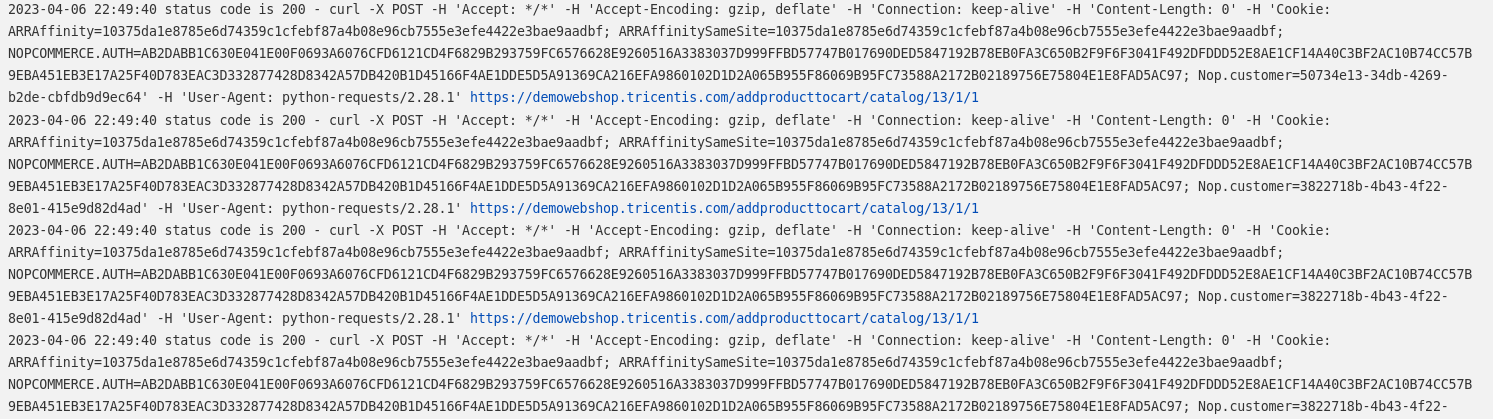 2023-04-06 22:49:40 status code is 200 - curl -X POST -H 'Accept: */*' -H 'Accept-Encoding: gzip, deflate' -H 'Connection: keep-alive' -H 'Content-Length: 0' -H 'Cookie:
ARRAffinity=10375da1e8785e6d74359c1cfebf87a4b08e96cb7555e3efe4422e3bae9aadbf; ARRAffinitySameSite=10375da1e8785e6d74359c1cfebf87a4b08e96cb7555e3efe4422e3bae9aadbf;
NOPCOMMERCE.AUTH=AB2DABB1C630E041E00F0693A6076CFD6121CD4F6829B293759FC6576628E9260516A3383037D999FFBD57747B017690DED5847192B78EB0FA3C650B2F9F6F3041F492DFDDD52E8AE1CF14A40C3BF2AC10B74CC57B
9EBA451EB3E17A25F40D783EAC3D332877428D8342A57DB420B1D45166F4AE1DDE5D5A91369CA216EFA9860102D1D2A065B955F86069B95FC73588A2172B02189756E75804E1E8FAD5AC97; Nop.customer=50734e13-34db-4269-
b2de-cbfdb9d9ec64' -H 'User-Agent: python-requests/2.28.1' https://demowebshop.tricentis.com/addproducttocart/catalog/13/1/1
2023-04-06 22:49:40 status code is 200 - curl -X POST -H 'Accept: */*' -H 'Accept-Encoding: gzip, deflate' -H 'Connection: keep-alive' -H 'Content-Length: 0' -H 'Cookie:
ARRAffinity=10375da1e8785e6d74359c1cfebf87a4b08e96cb7555e3efe4422e3bae9aadbf; ARRAffinitySameSite=10375da1e8785e6d74359c1cfebf87a4b08e96cb7555e3efe4422e3bae9aadbf;
NOPCOMMERCE.AUTH=AB2DABB1C630E041E00F0693A6076CFD6121CD4F6829B293759FC6576628E9260516A3383037D999FFBD57747B017690DED5847192B78EB0FA3C650B2F9F6F3041F492DFDDD52E8AE1CF14A40C3BF2AC10B74CC57B
9EBA451EB3E17A25F40D783EAC3D332877428D8342A57DB420B1D45166F4AE1DDE5D5A91369CA216EFA9860102D1D2A065B955F86069B95FC73588A2172B02189756E75804E1E8FAD5AC97; Nop.customer=3822718b-4b43-4f22-
8e01-415e9d82d4ad' -H 'User-Agent: python-requests/2.28.1' https://demowebshop.tricentis.com/addproducttocart/catalog/13/1/1
2023-04-06 22:49:40 status code is 200 - curl -X POST -H 'Accept: */*' -H 'Accept-Encoding: gzip, deflate' -H 'Connection: keep-alive' -H 'Content-Length: 0' -H 'Cookie:
ARRAffinity=10375da1e8785e6d74359c1cfebf87a4b08e96cb7555e3efe4422e3bae9aadbf; ARRAffinitySameSite=10375da1e8785e6d74359c1cfebf87a4b08e96cb7555e3efe4422e3bae9aadbf;
NOPCOMMERCE.AUTH=AB2DABB1C630E041E00F0693A6076CFD6121CD4F6829B293759FC6576628E9260516A3383037D999FFBD57747B017690DED5847192B78EB0FA3C650B2F9F6F3041F492DFDDD52E8AE1CF14A40C3BF2AC10B74CC57B
9EBA451EB3E17A25F40D783EAC3D332877428D8342A57DB420B1D45166F4AE1DDE5D5A91369CA216EFA9860102D1D2A065B955F86069B95FC73588A2172B02189756E75804E1E8FAD5AC97; Nop.customer=3822718b-4b43-4f22-
8e01-415e9d82d4ad' -H 'User-Agent: python-requests/2.28.1' https://demowebshop.tricentis.com/addproducttocart/catalog/13/1/1
2023-04-06 22:49:40 status code is 200 - curl -X POST -H 'Accept: */*' -H 'Accept-Encoding: gzip, deflate' -H 'Connection: keep-alive' -H 'Content-Length: 0' -H 'Cookie:
ARRAffinity=10375da1e8785e6d74359c1cfebf87a4b08e96cb7555e3efe4422e3bae9aadbf; ARRAffinitySameSite=10375da1e8785e6d74359c1cfebf87a4b08e96cb7555e3efe4422e3bae9aadbf;
NOPCOMMERCE.AUTH=AB2DABB1C630E041E00F0693A6076CFD6121CD4F6829B293759FC6576628E9260516A3383037D999FFBD57747B017690DED5847192B78EB0FA3C650B2F9F6F3041F492DFDDD52E8AE1CF14A40C3BF2AC10B74CC57B
9EBA451EB3E17A25F40D783EAC3D332877428D8342A57DB420B1D45166F4AE1DDE5D5A91369CA216EFA9860102D1D2A065B955F86069B95FC73588A2172B02189756E75804E1E8FAD5AC97; Nop.customer=3822718b-4b43-4f22-